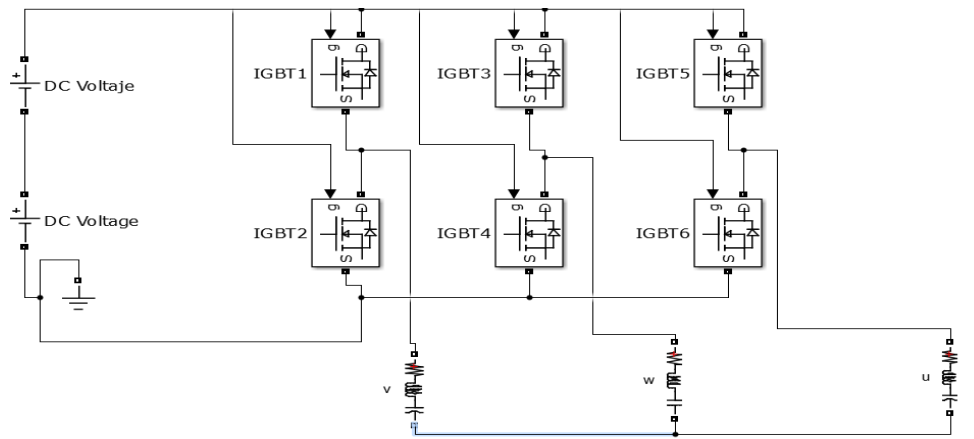 DC Voltaje
DC Voltage
IGBT1
g
D
S
IGBT3
g
D
S
IGBT5
g
D
S
IGBT2
g
D
S
IGBT4
g
D
S
IGBT6
g
D
S
v
w
u